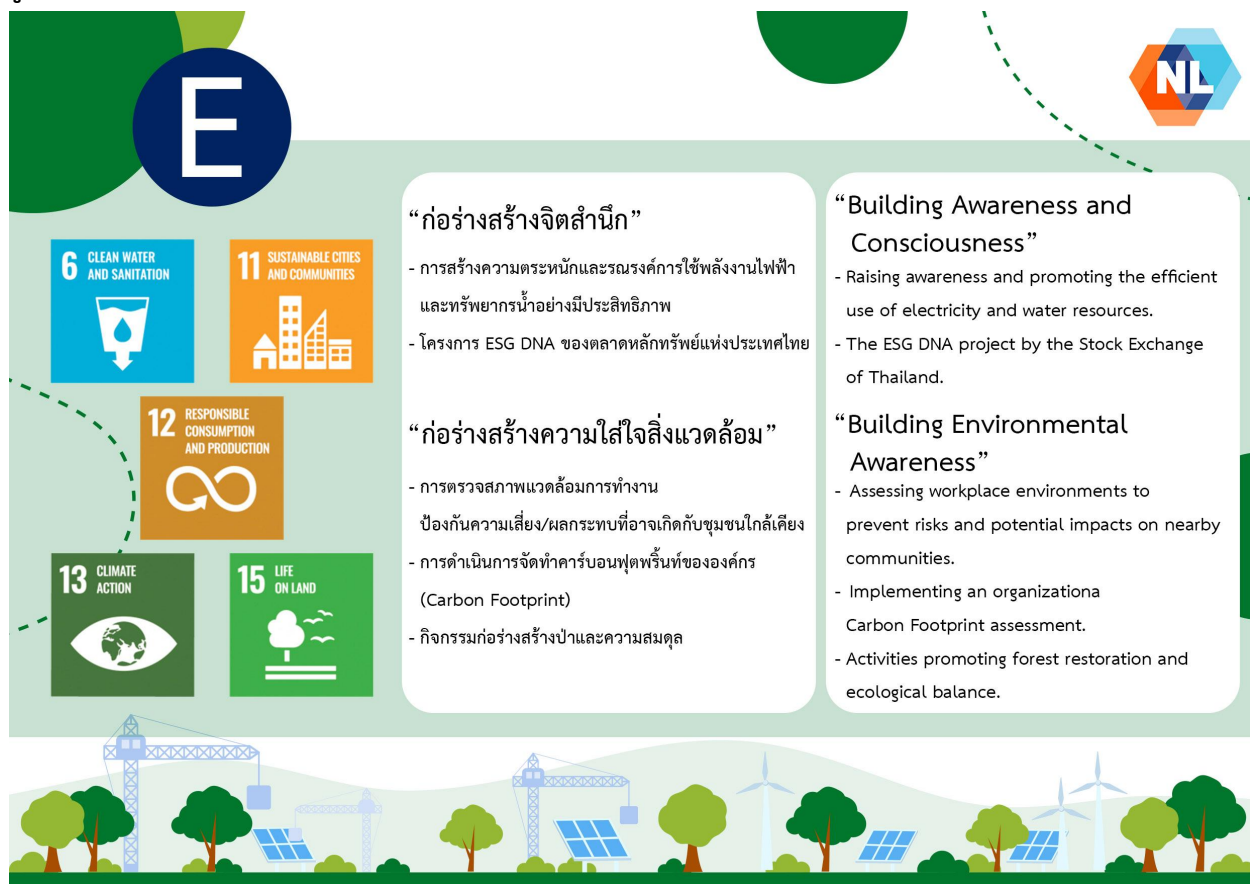 E
NL
6 CLEAN WATER
AND SANITATION
11 SUSTAINABLE CITIES
AND COMMUNITIES
12 RESPONSIBLE
CONSUMPTION
AND PRODUCTION
13 CLIMATE
ACTION
15 LIFE
ON LAND
“ก่อร่างสร้างจิตสำนึก”
- การสร้างความตระหนักและรณรงค์การใช้พลังงานไฟฟ้า
และทรัพยากรน้ำอย่างมีประสิทธิภาพ
- โครงการ ESG DNA ของตลาดหลักทรัพย์แห่งประเทศไทย
“ก่อร่างสร้างความใส่ใจสิ่งแวดล้อม”
- การตรวจสภาพแวดล้อมการทำงาน
ป้องกันความเสี่ยง/ผลกระทบที่อาจเกิดกับชุมชนใกล้เคียง
- การดำเนินการจัดทำคาร์บอนฟุตพริ้นท์ขององค์กร
(Carbon Footprint)
- กิจกรรมก่อร่างสร้างป่าและความสมดุล
“Building Awareness and
Consciousness”
- Raising awareness and promoting the efficient
use of electricity and water resources.
- The ESG DNA project by the Stock Exchange
of Thailand.
“Building Environmental
Awareness”
- Assessing workplace environments to
prevent risks and potential impacts on nearby
communities.
- Implementing an organizationa
Carbon Footprint assessment.
- Activities promoting forest restoration and
ecological balance.